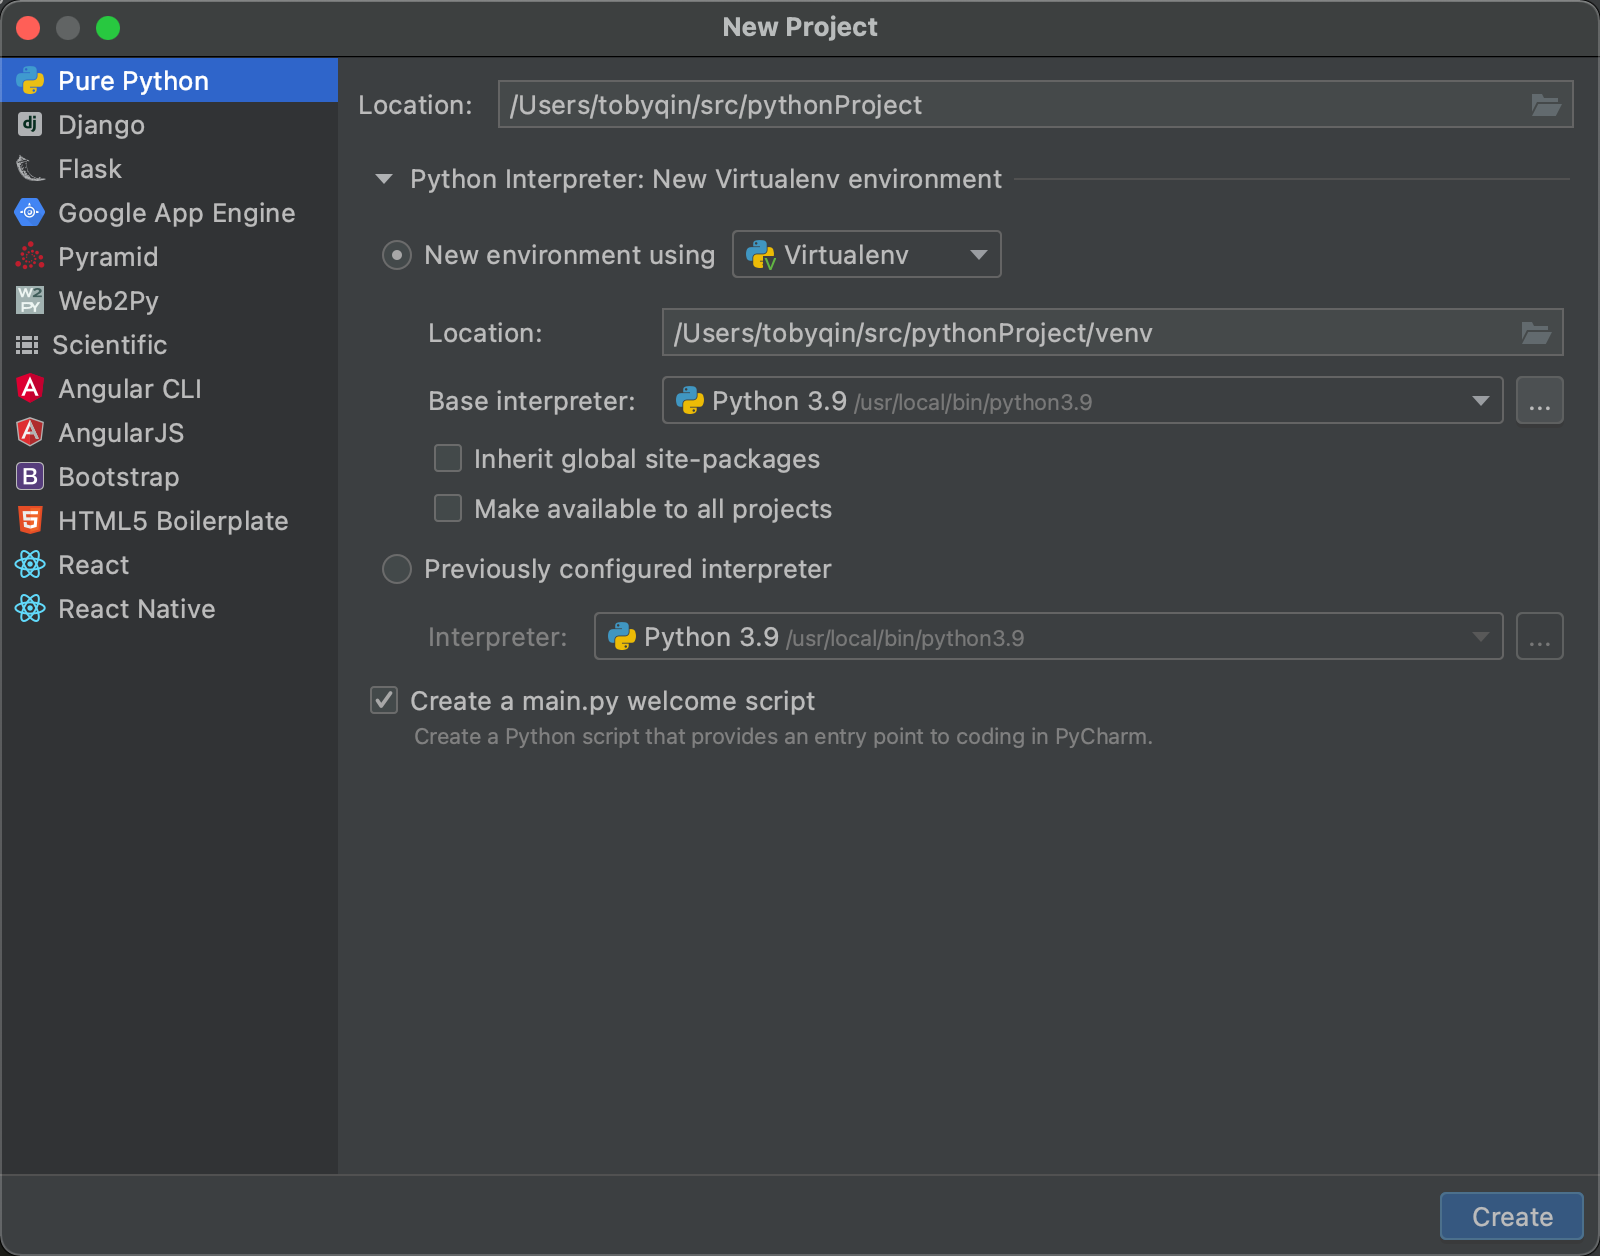 New Project
Pure Python
Django
Flask
Google App Engine
Pyramid
Web2Py
Scientific
Angular CLI
AngularJS
Bootstrap
HTML5 Boilerplate
React
React Native
Location: /Users/tobyqin/src/pythonProject
Python Interpreter: New Virtualenv environment
New environment using Virtualenv
Location: /Users/tobyqin/src/pythonProject/venv
Base interpreter: Python 3.9 /usr/local/bin/python3.9 ...
Inherit global site-packages
Make available to all projects
Previously configured interpreter
Interpreter: Python 3.9 /usr/local/bin/python3.9 ...
Create a main.py welcome script
Create a Python script that provides an entry point to coding in PyCharm.
Create